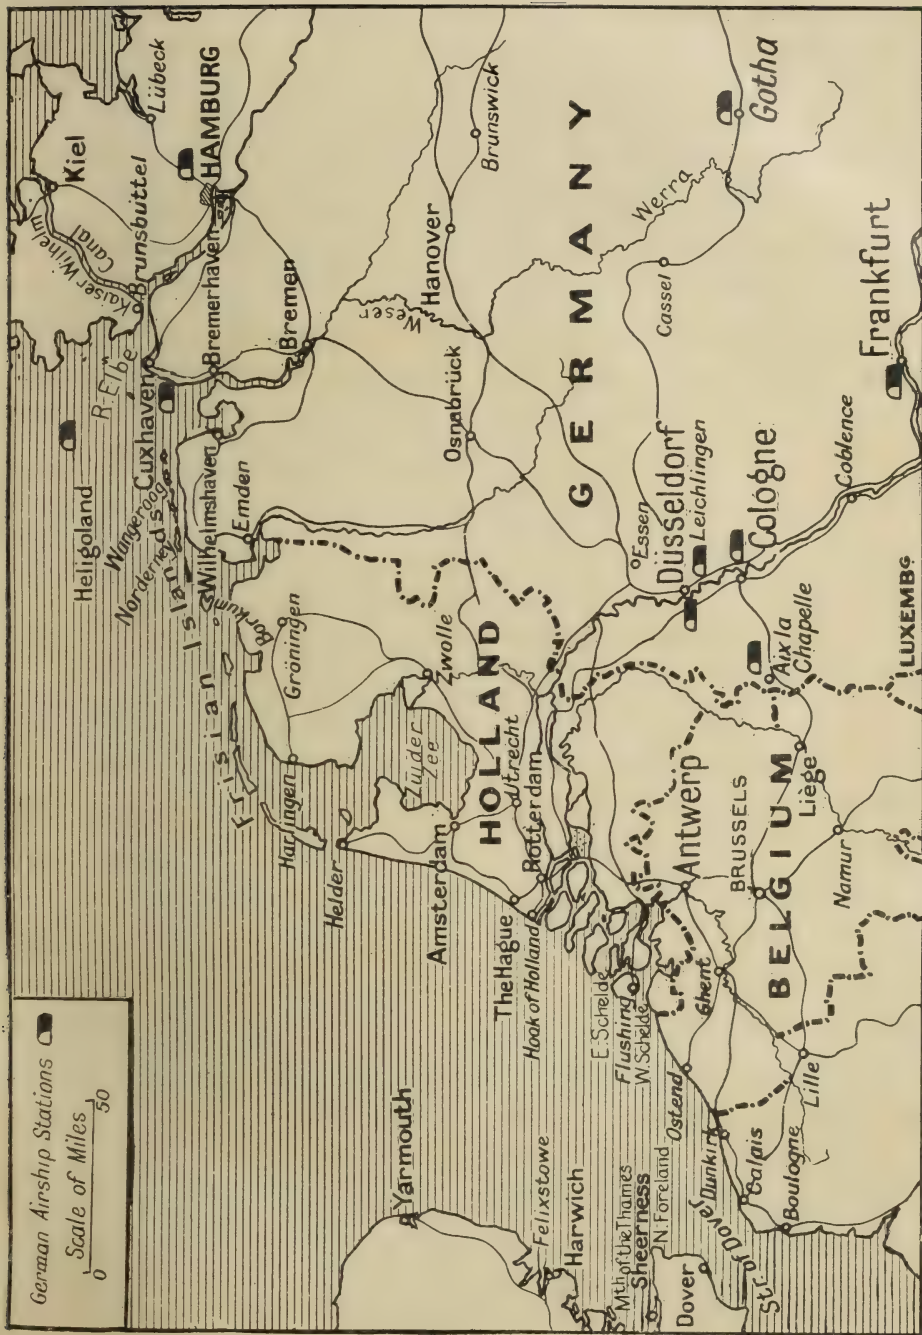 German Airship Stations
Scale of Miles
0 50
Yarmouth
Felixstowe
Harwich
Mth of the Thames
Sheerness
N. Foreland
Dover
Str. of Dover
Heligoland
R. Elbe
Kaiser Wilhelm
Canal
Kiel
Brunsbüttel
Lübeck
HAMBURG
Cuxhaven
Bremerhaven
Wangeroog
Norderney
Wilhelmshaven
Frisian Islands
Borkum
Emden
Bremen
Harlingen
Gröningen
Helder
Zuider
Zee
Zwolle
Amsterdam
HOLLAND
Utrecht
The Hague
Hook of Holland
Rotterdam
Osnabrück
Weser
Hanover
Brunswick
E. Schelde
Flushing
W. Schelde
Ostend
Dunkirk
Calais
Boulogne
Ghent
Antwerp
BRUSSELS
BELGIUM
Lille
Namur
Liège
Aix la
Chapelle
LUXEMBG
GERMANY
Essen
Düsseldorf
Leichlingen
Cologne
Coblence
Cassel
Werra
Gotha
Frankfurt